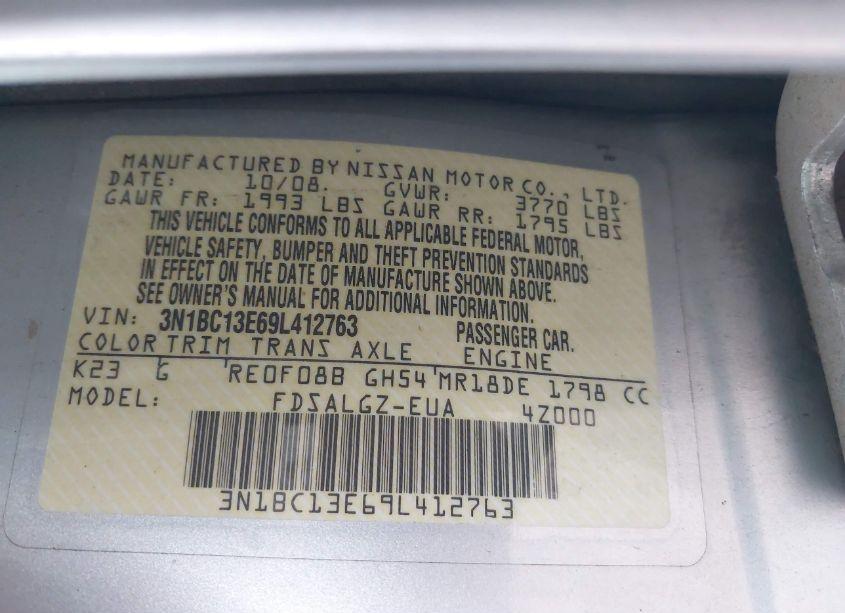 MANUFACTURED BY NISSAN MOTOR CO., LTD.
DATE: 10/08. GVWR: 3770 LBS
GAWR FR: 1993 LBS GAWR RR: 1795 LBS
THIS VEHICLE CONFORMS TO ALL APPLICABLE FEDERAL MOTOR,
VEHICLE SAFETY, BUMPER AND THEFT PREVENTION STANDARDS
IN EFFECT ON THE DATE OF MANUFACTURE SHOWN ABOVE.
SEE OWNER'S MANUAL FOR ADDITIONAL INFORMATION.
VIN: 3N1BC13E69L412763 PASSENGER CAR.
COLOR TRIM TRANS AXLE ENGINE
K23 G RE0F08B GH54 MR18DE 1798 CC
MODEL: FDSALGZ-EUA 4Z000
3N1BC13E69L412763